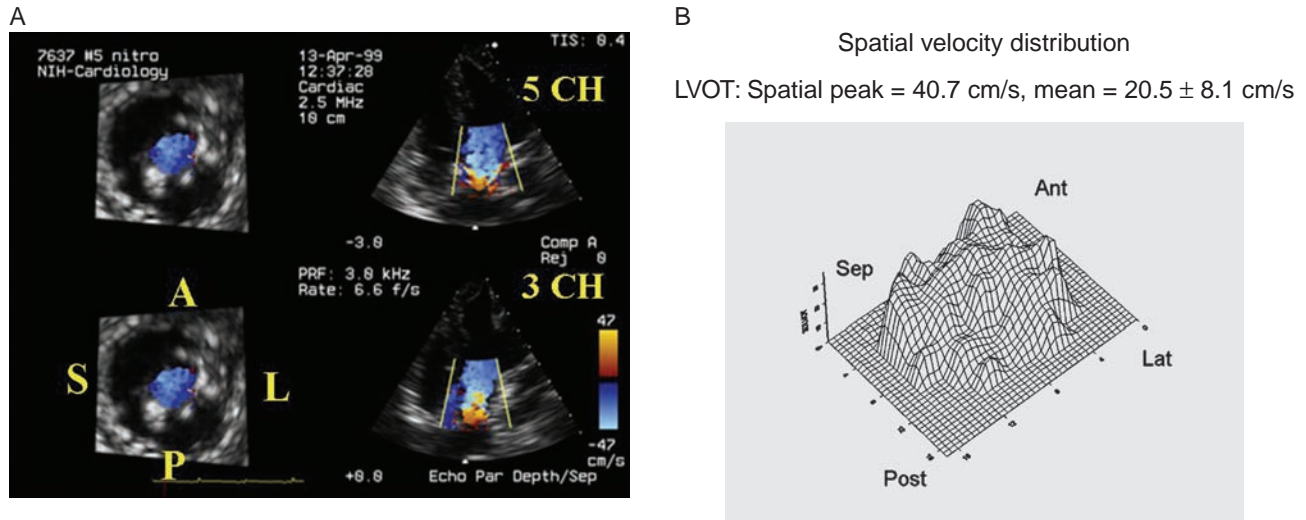 A
7637 #5 nitro
NIH-Cardiology
13-Apr-99
12:37:28
Cardiac
2.5 MHz
10 cm
TIS: 0.4
5 CH
-3.0
Comp A
Rej 0
PRF: 3.0 kHz
Rate: 6.6 f/s
3 CH
A
S
L
P
47
-47
cm/s
+0.0
Echo Par Depth/Sep
B
Spatial velocity distribution
LVOT: Spatial peak = 40.7 cm/s, mean = 20.5 ± 8.1 cm/s
Ant
Sep
Lat
Post